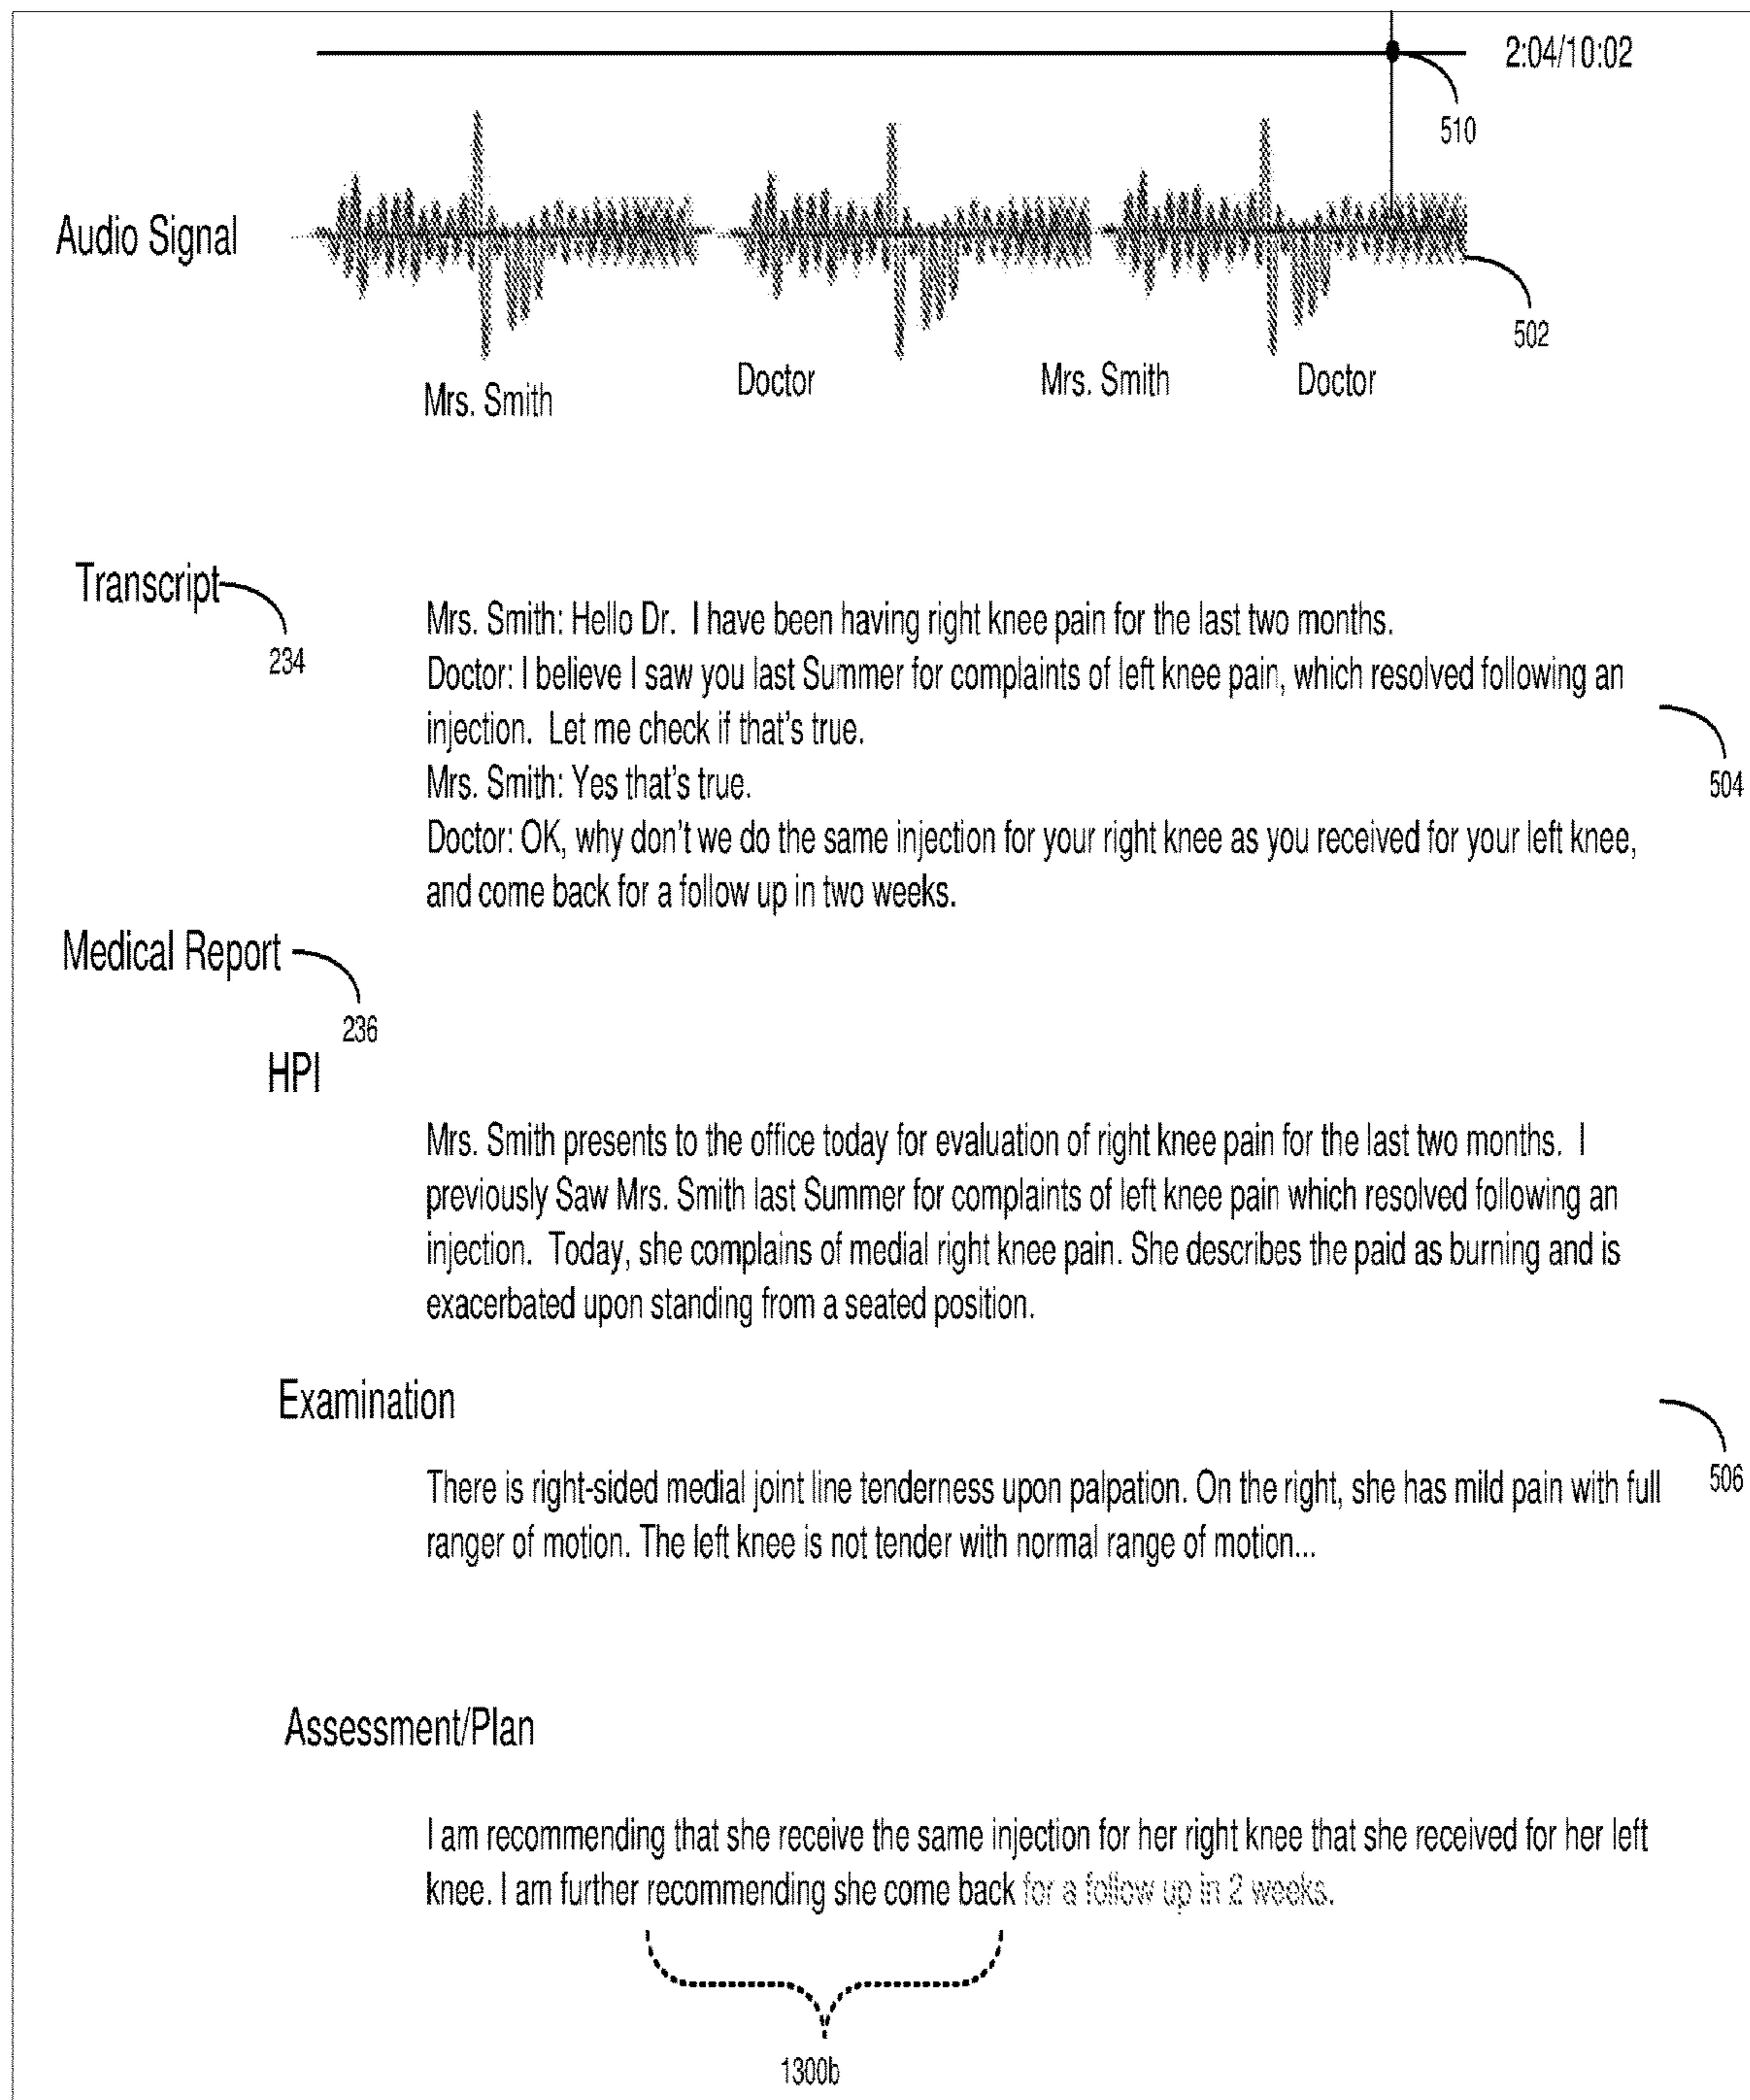 2:04/10:02
510
Audio Signal
502
Mrs. Smith
Doctor
Mrs. Smith
Doctor
Transcript
234
Mrs. Smith: Hello Dr. I have been having right knee pain for the last two months.
Doctor: I believe I saw you last Summer for complaints of left knee pain, which resolved following an
injection. Let me check if that's true.
504
Mrs. Smith: Yes that's true.
Doctor: OK, why don't we do the same injection for your right knee as you received for your left knee,
and come back for a follow up in two weeks.
Medical Report
236
HPI
Mrs. Smith presents to the office today for evaluation of right knee pain for the last two months. I
previously Saw Mrs. Smith last Summer for complaints of left knee pain which resolved following an
injection. Today, she complains of medial right knee pain. She describes the paid as burning and is
exacerbated upon standing from a seated position.
Examination
506
There is right-sided medial joint line tenderness upon palpation. On the right, she has mild pain with full
ranger of motion. The left knee is not tender with normal range of motion...
Assessment/Plan
I am recommending that she receive the same injection for her right knee that she received for her left
knee. I am further recommending she come back for a follow up in 2 weeks.
1300b